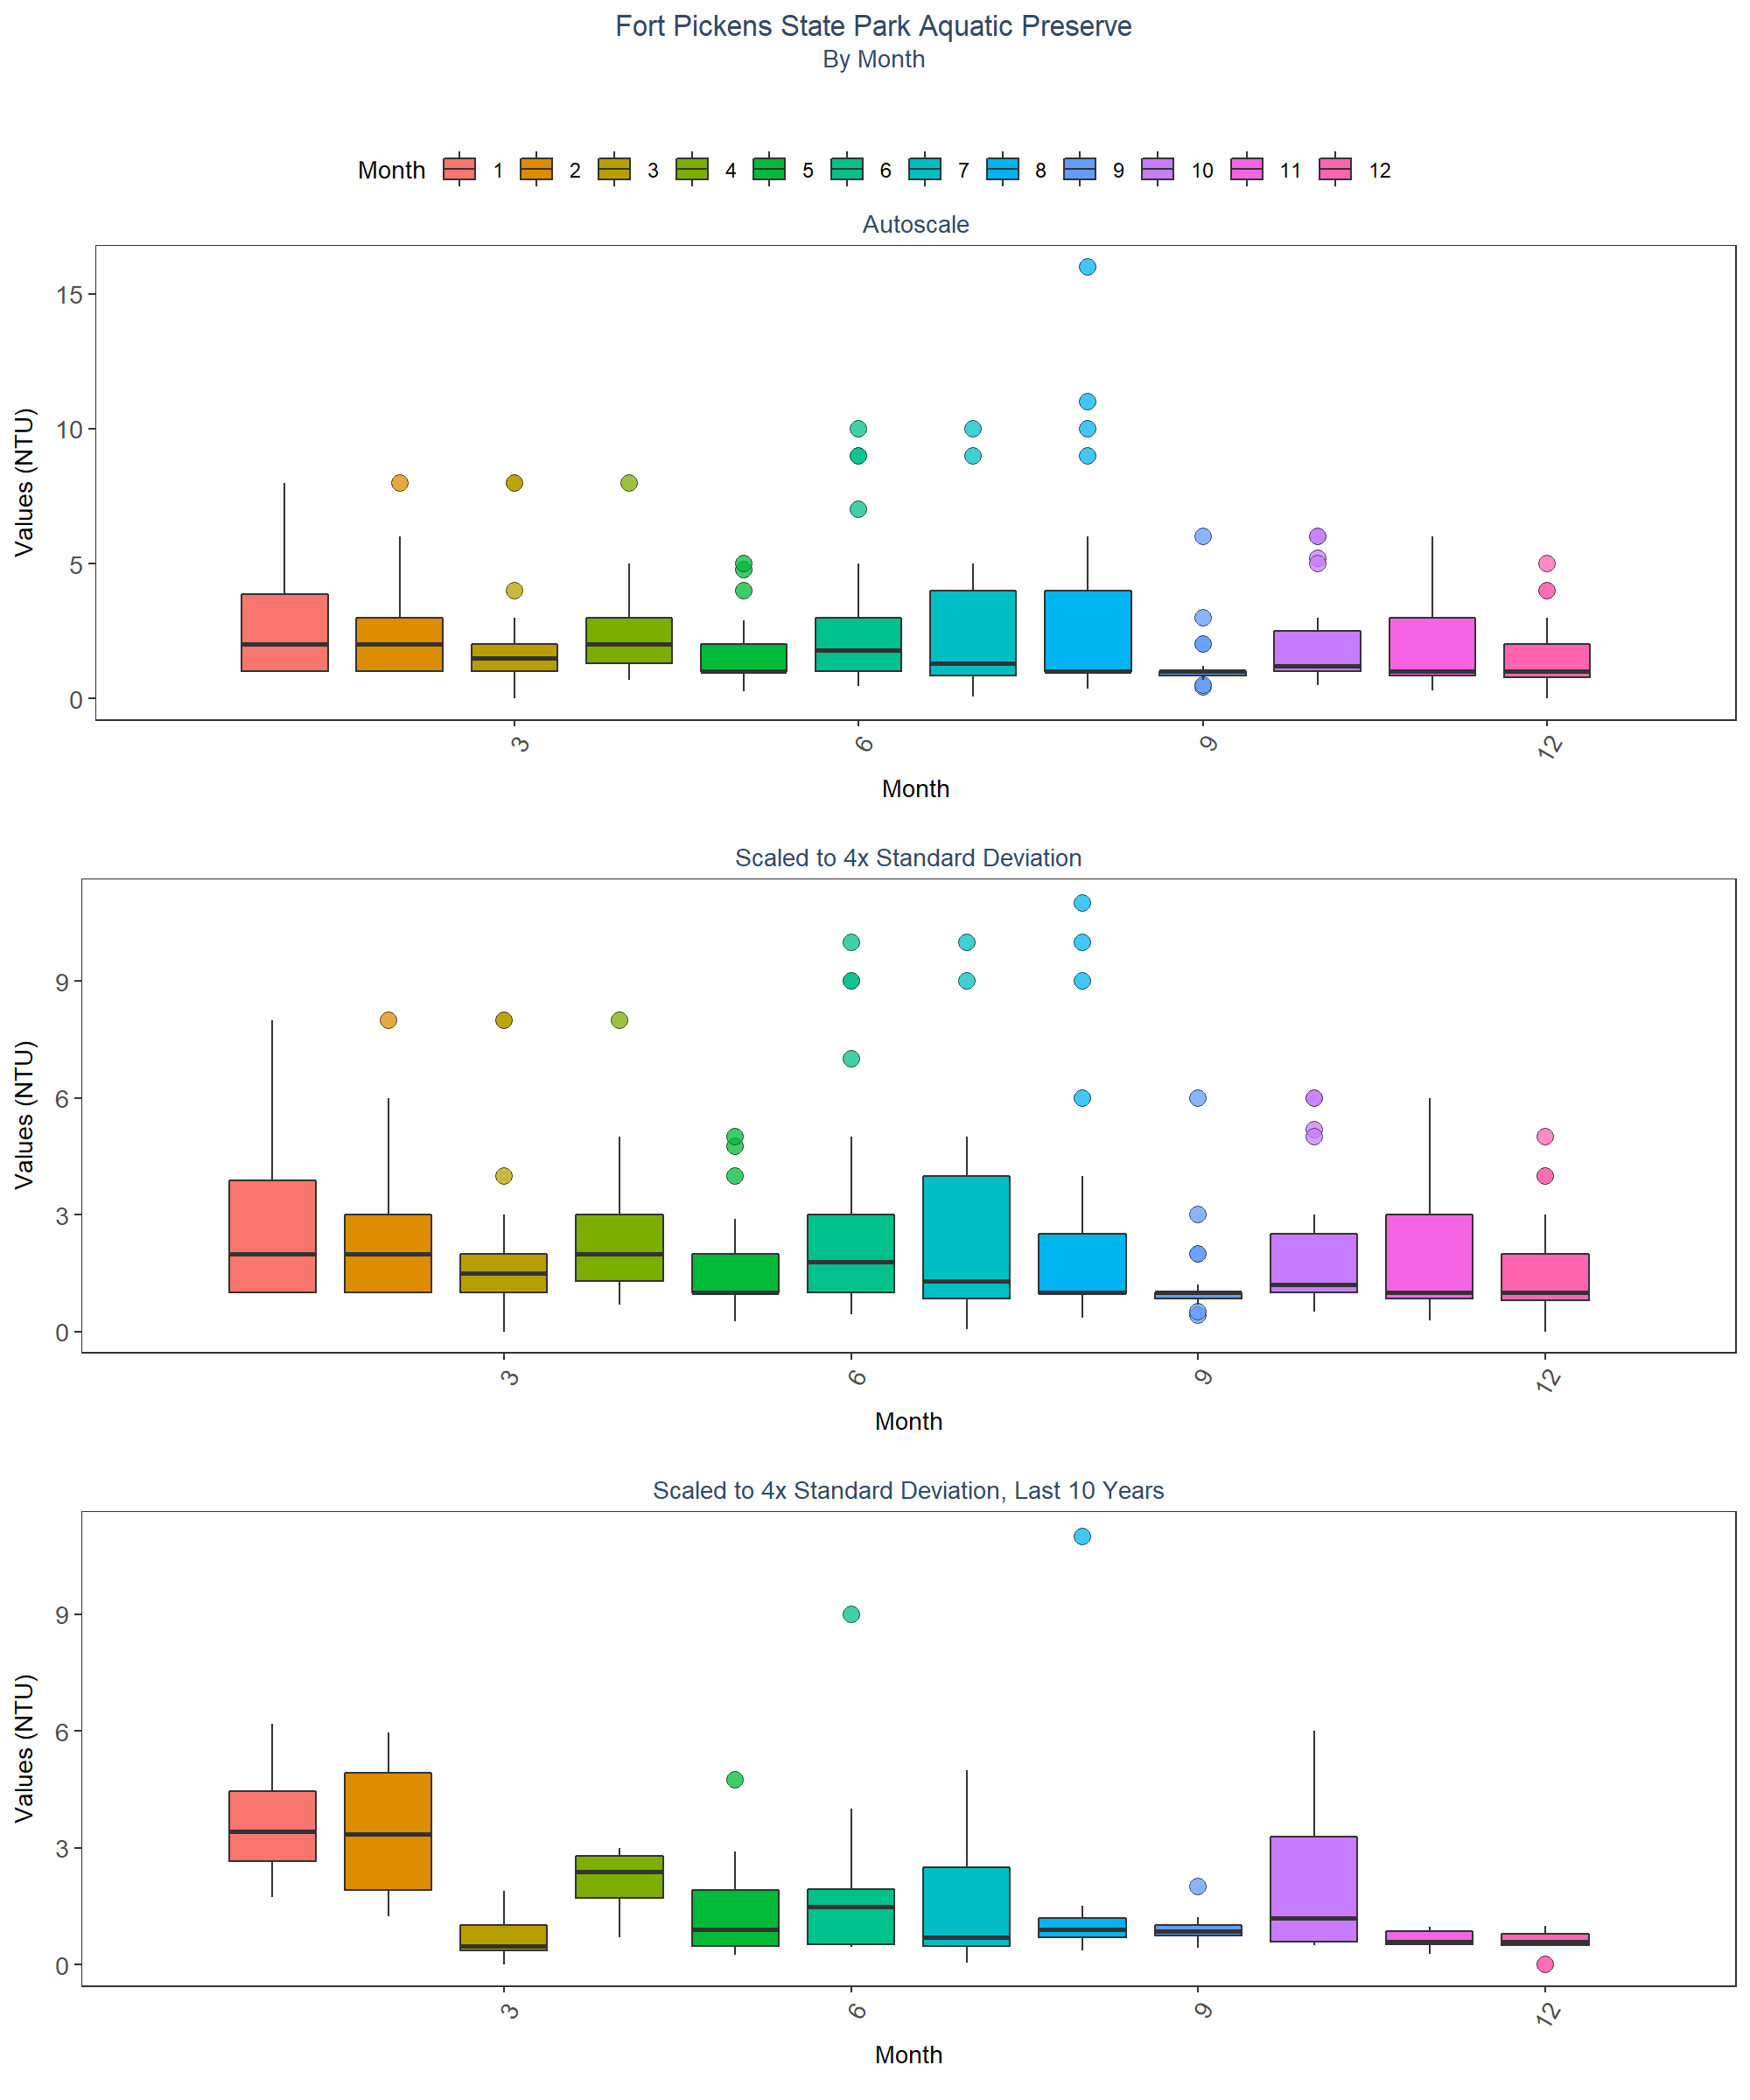 Fort Pickens State Park Aquatic Preserve
By Month
Month 1 2 3 4 5 6 7 8 9 10 11 12
Autoscale
Values (NTU)
15
10
5
0
3 6 9 12
Month
Scaled to 4x Standard Deviation
Values (NTU)
9
6
3
0
3 6 9 12
Month
Scaled to 4x Standard Deviation, Last 10 Years
Values (NTU)
9
6
3
0
3 6 9 12
Month